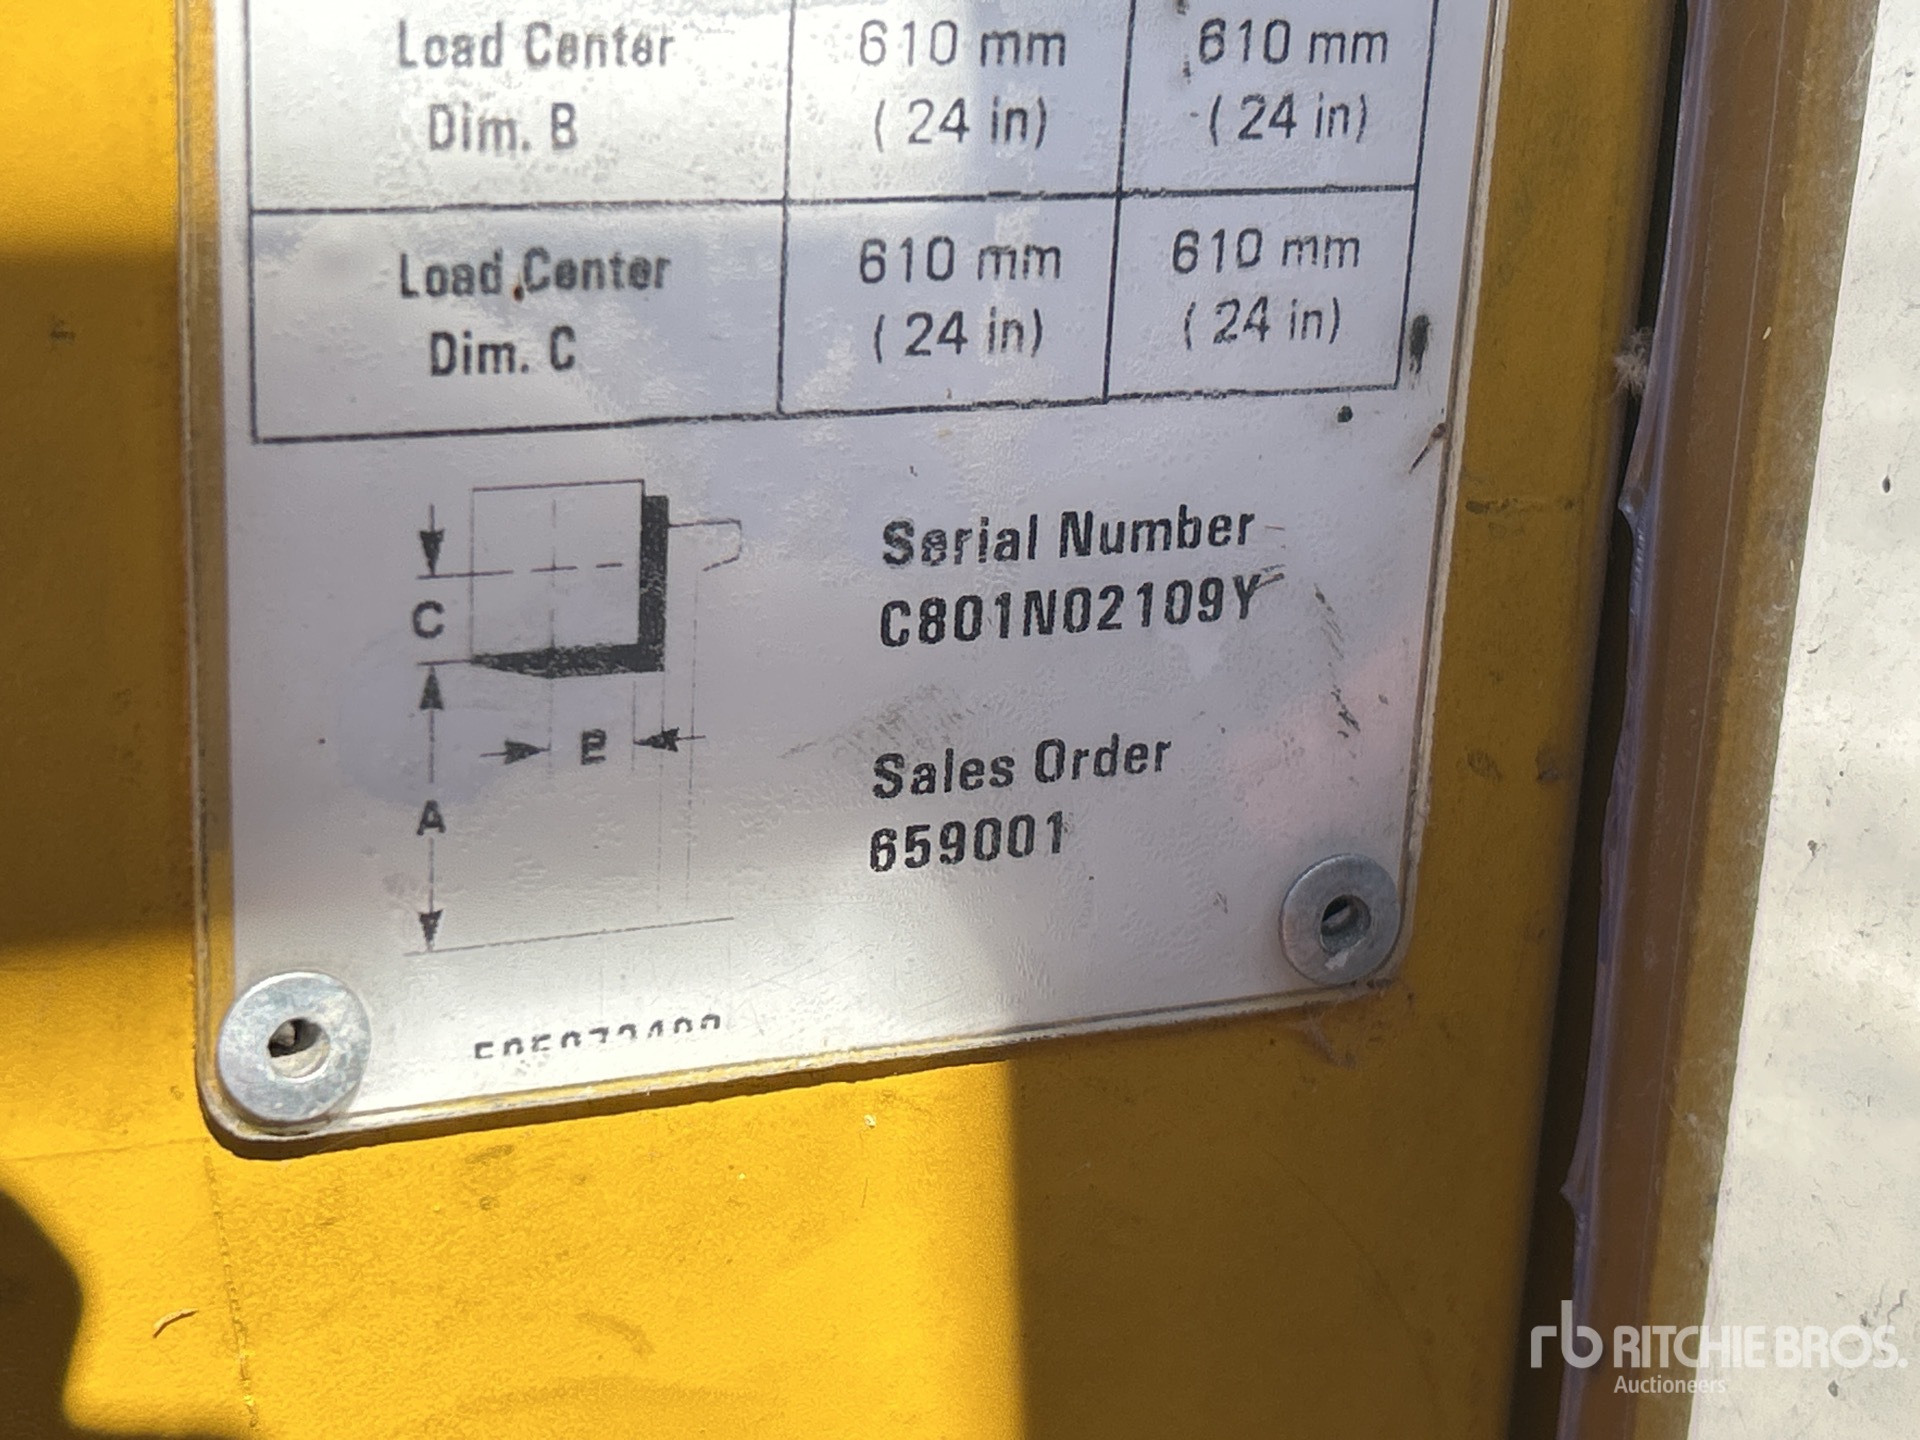 Load Center 610 mm 610 mm
Dim. B ( 24 in) ( 24 in)
Load Center 610 mm 610 mm
Dim. C ( 24 in) ( 24 in)
Serial Number
C801N02109Y
C
B
Sales Order
A
659001
rb RITCHIE BROS.
Auctioneers